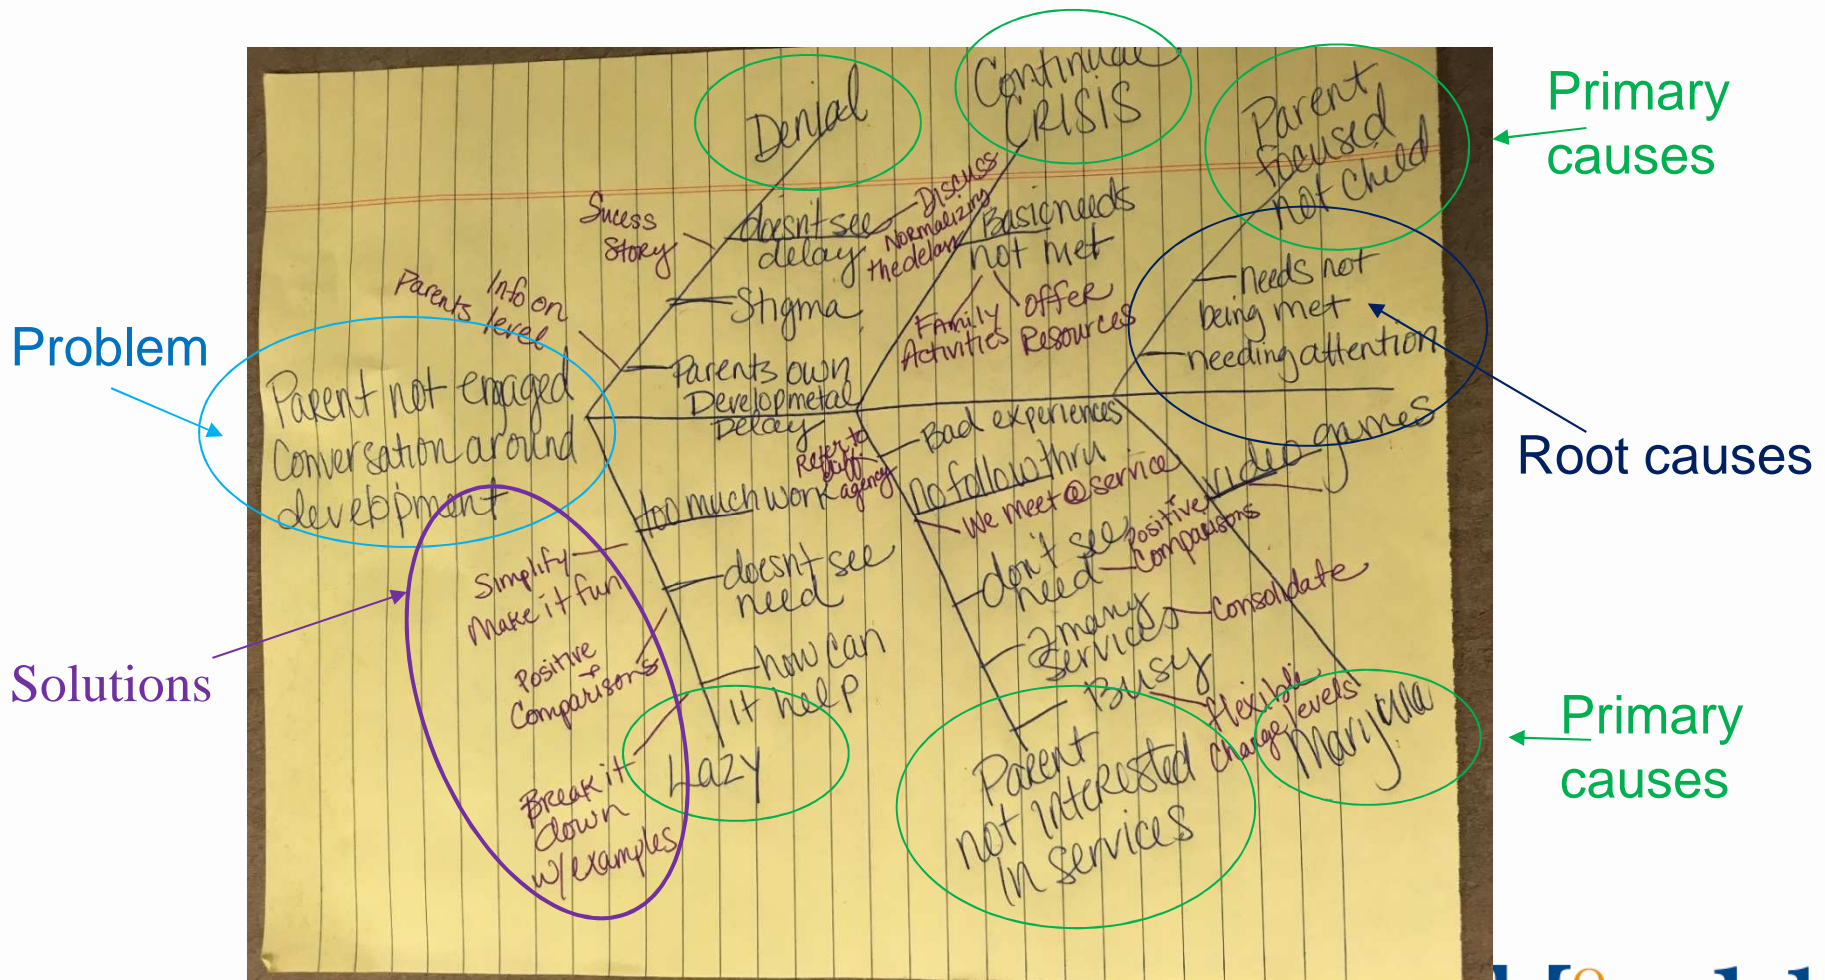 Denial
Continual
CRISIS
Parent
focused
not Child
Primary
causes
Sucess
Story
doesn't see
delay
Discuss
Normalizing
the delay
Basic needs
not met
Info on
Parents level
Stigma
Family
Activities
Offer
Resources
needs not
being met
needing attention
Problem
Parent not engaged
Conversation around
development
Parents own
Developmetal
Delay
Root causes
too much work
Simplify
Make it fun
doesn't see
need
Positive
Comparisons
how can
it help
Break it
down
w/examples
Lazy
Solutions
Bad experiences
Refer to
diff
agency
no follow thru
We meet @ service
don't see
need
Positive
Comparisons
2 many
Services
Consolidate
Busy
flexible
Change levels
Parent
not interested
in services
video games
Primary
causes